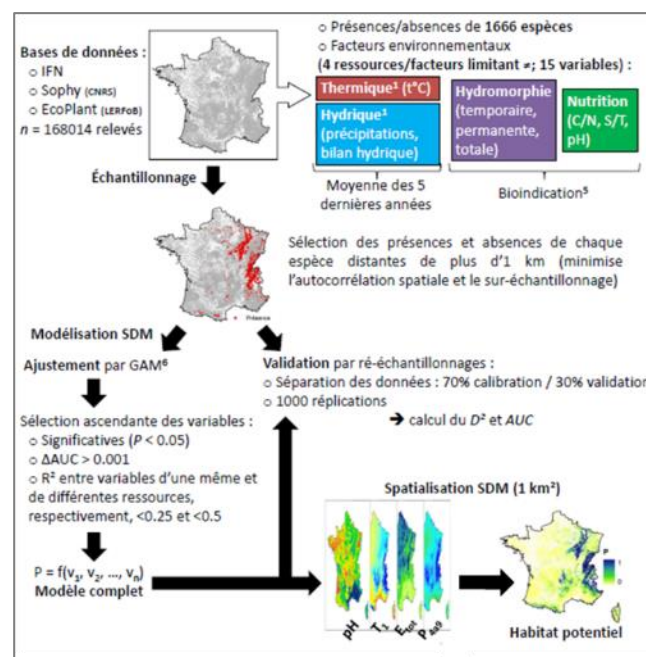 Bases de données :
o IFN
o Sophy (CNRS)
o EcoPlant (LERFoB)
n = 168014 relevés
o Présences/absences de 1666 espèces
o Facteurs environnementaux
(4 ressources/facteurs limitant ≠; 15 variables) :
Thermique¹ (t°C)
Hydrique¹
(précipitations,
bilan hydrique)
Hydromorphie
(temporaire,
permanente,
totale)
Nutrition
(C/N, S/T,
pH)
Moyenne des 5
dernières années
Bioindication⁵
Échantillonnage
Sélection des présences et absences de chaque
espèce distantes de plus d'1 km (minimise
l'autocorrélation spatiale et le sur-échantillonnage)
Présence
Modélisation SDM
Ajustement par GAM⁶
Validation par ré-échantillonnages :
o Séparation des données : 70% calibration / 30% validation
o 1000 réplications
➔ calcul du D² et AUC
Sélection ascendante des variables :
o Significatives (P < 0.05)
o ΔAUC > 0.001
o R² entre variables d'une même et
de différentes ressources,
respectivement, <0.25 et <0.5
P = f(v₁, v₂, ..., vₙ)
Modèle complet
Spatialisation SDM (1 km²)
pH
T₁
E_tot
P_4à9
P
1
0
Habitat potentiel